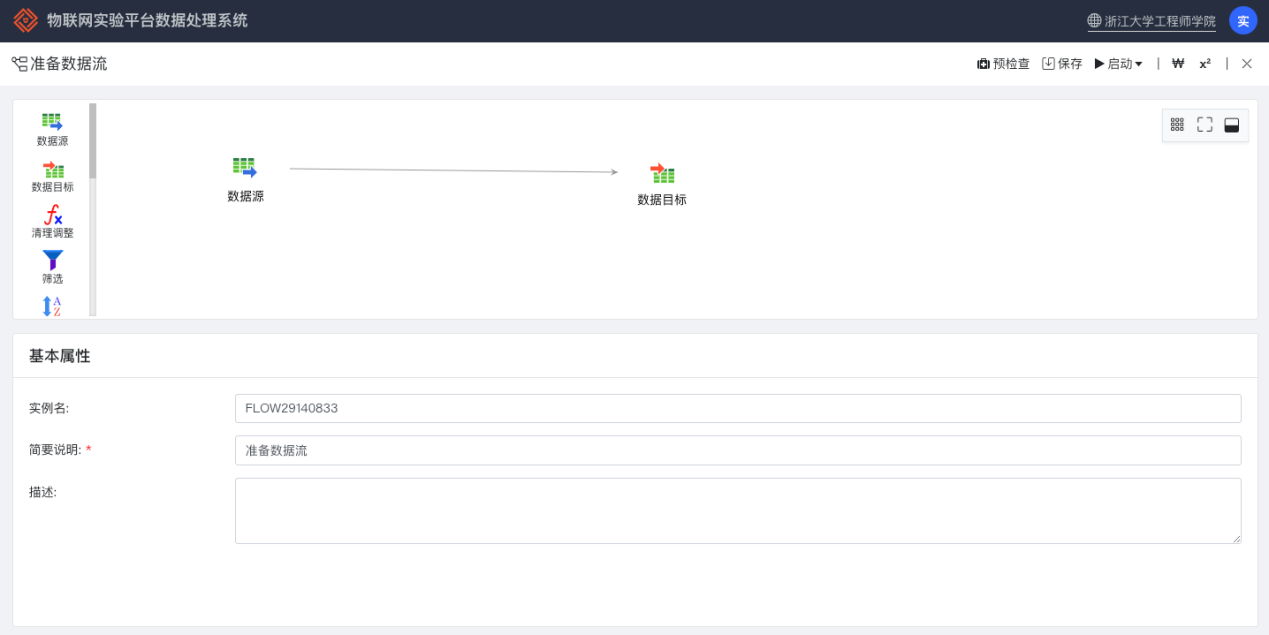 物联网实验平台数据处理系统
浙江大学工程师学院
实
准备数据流
预检查
保存
启动
₩
x²
数据源
数据目标
清理调整
筛选
A
Z
数据源
数据目标
基本属性
实例名:
FLOW29140833
简要说明: *
准备数据流
描述: